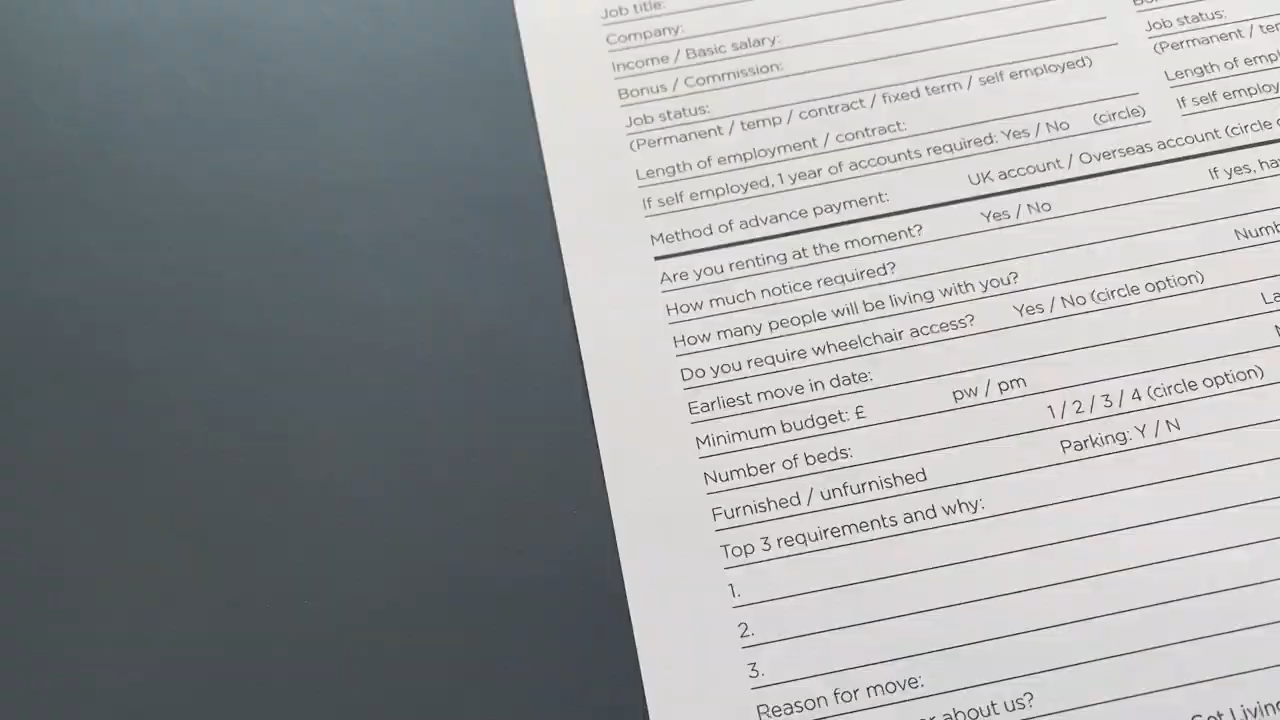 Job title:
Company:
Income / Basic salary:
Bonus / Commission:
Job status:
(Permanent / temp / contract / fixed term / self employed)
Length of employment / contract:
If self employed, 1 year of accounts required: Yes / No (circle)
Method of advance payment: UK account / Overseas account (circle
Job status:
(Permanent /
Length of
If self
Are you renting at the moment? Yes / No If yes,
How much notice required?
How many people will be living with you?
Do you require wheelchair access? Yes / No (circle option)
Earliest move in date:
Minimum budget: £ pw / pm
Number of beds: 1 / 2 / 3 / 4 (circle option)
Furnished / unfurnished Parking: Y / N
Top 3 requirements and why:
1.
2.
3.
Reason for move:
about us?